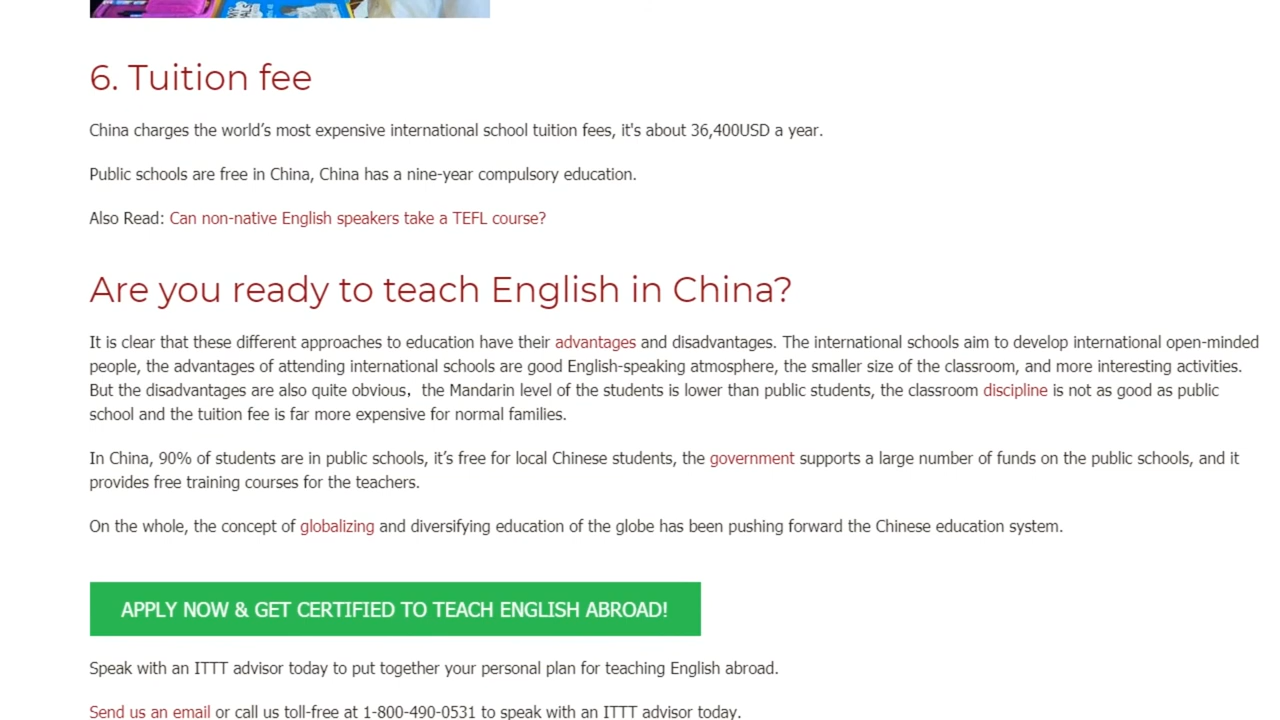 6. Tuition fee
China charges the world’s most expensive international school tuition fees, it's about 36,400USD a year.
Public schools are free in China, China has a nine-year compulsory education.
Also Read: Can non-native English speakers take a TEFL course?
Are you ready to teach English in China?
It is clear that these different approaches to education have their advantages and disadvantages. The international schools aim to develop international open-minded
people, the advantages of attending international schools are good English-speaking atmosphere, the smaller size of the classroom, and more interesting activities.
But the disadvantages are also quite obvious，the Mandarin level of the students is lower than public students, the classroom discipline is not as good as public
school and the tuition fee is far more expensive for normal families.
In China, 90% of students are in public schools, it’s free for local Chinese students, the government supports a large number of funds on the public schools, and it
provides free training courses for the teachers.
On the whole, the concept of globalizing and diversifying education of the globe has been pushing forward the Chinese education system.
APPLY NOW & GET CERTIFIED TO TEACH ENGLISH ABROAD!
Speak with an ITTT advisor today to put together your personal plan for teaching English abroad.
Send us an email or call us toll-free at 1-800-490-0531 to speak with an ITTT advisor today.